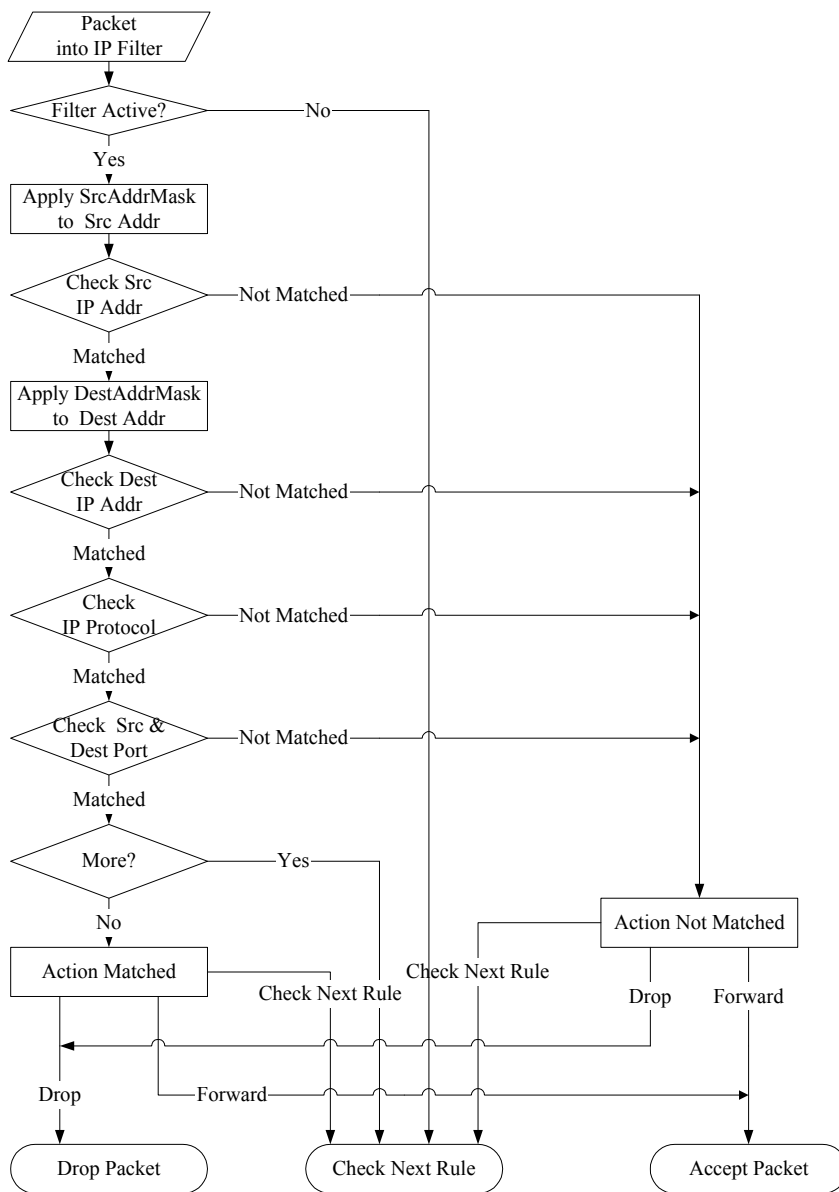 Packet
into IP Filter
Filter Active?
No
Yes
Apply SrcAddrMask
to Src Addr
Check Src
IP Addr
Not Matched
Matched
Apply DestAddrMask
to Dest Addr
Check Dest
IP Addr
Not Matched
Matched
Check
IP Protocol
Not Matched
Matched
Check Src &
Dest Port
Not Matched
Matched
More?
Yes
No
Action Not Matched
Action Matched
Check Next Rule
Check Next Rule
Drop
Forward
Drop
Forward
Drop Packet
Check Next Rule
Accept Packet